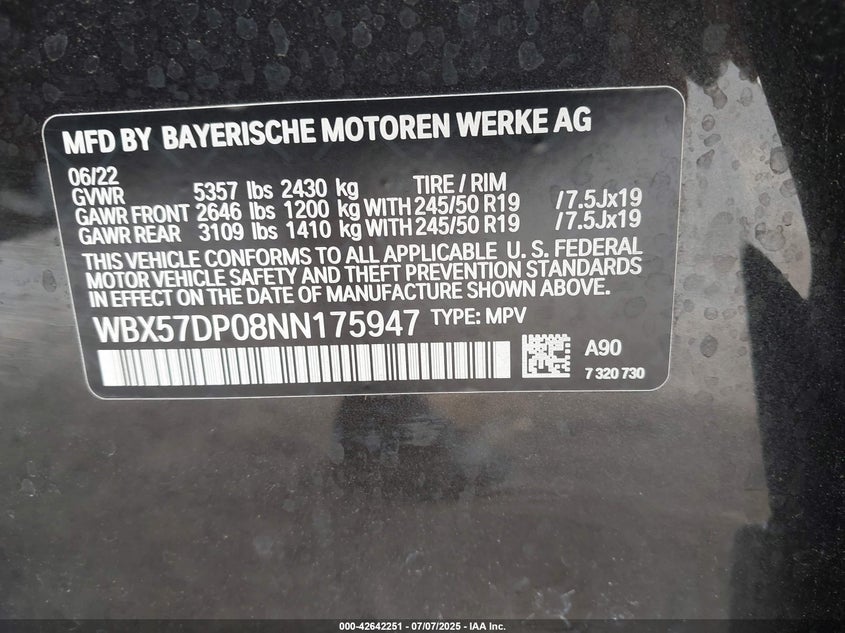 MFD BY BAYERISCHE MOTOREN WERKE AG
06/22
GVWR 5357 lbs 2430 kg TIRE / RIM
GAWR FRONT 2646 lbs 1200 kg WITH 245/50 R19 /7.5Jx19
GAWR REAR 3109 lbs 1410 kg WITH 245/50 R19 /7.5Jx19
THIS VEHICLE CONFORMS TO ALL APPLICABLE U. S. FEDERAL
MOTOR VEHICLE SAFETY AND THEFT PREVENTION STANDARDS
IN EFFECT ON THE DATE OF MANUFACTURE SHOWN ABOVE.
WBX57DP08NN175947 TYPE: MPV
A90
7 320 730
000-42642251 - 07/07/2025 - IAA Inc.